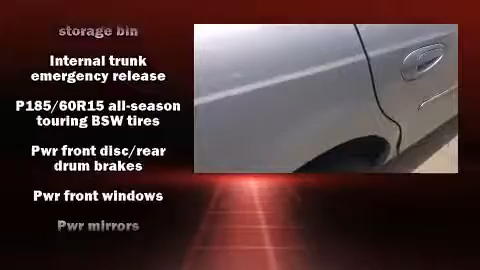 storage bin
Internal trunk
emergency release
P185/60R15 all-season
touring BSW tires
Pwr front disc/rear
drum brakes
Pwr front windows
Pwr mirrors